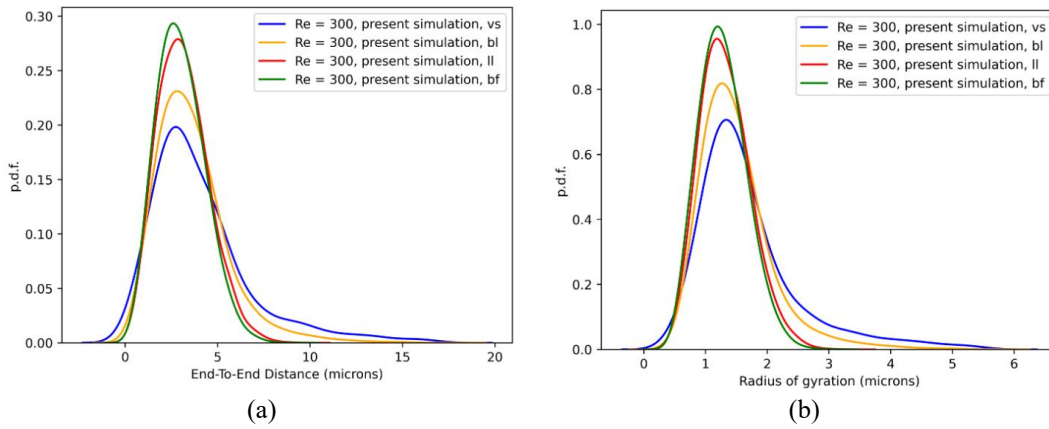 0.30
0.25
0.20
0.15
0.10
0.05
0.00
p.d.f.
0
5
10
15
20
End-To-End Distance (microns)
Re = 300, present simulation, vs
Re = 300, present simulation, bl
Re = 300, present simulation, ll
Re = 300, present simulation, bf
(a)
1.0
0.8
0.6
0.4
0.2
0.0
p.d.f.
0
1
2
3
4
5
6
Radius of gyration (microns)
Re = 300, present simulation, vs
Re = 300, present simulation, bl
Re = 300, present simulation, ll
Re = 300, present simulation, bf
(b)